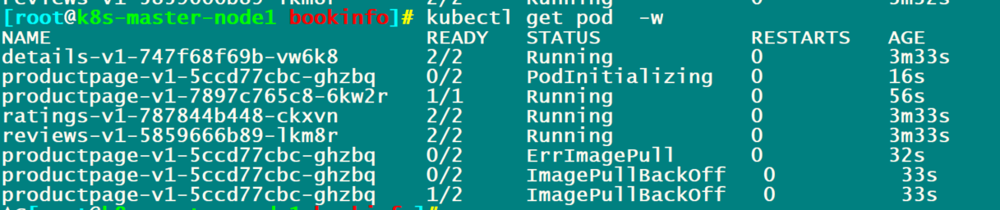 [root@k8s-master-node1 bookinfo]# kubectl get pod  -w
NAME                              READY   STATUS            RESTARTS   AGE
details-v1-747f68f69b-vw6k8       2/2     Running           0          3m33s
productpage-v1-5ccd77cbc-ghzbq    0/2     PodInitializing   0          16s
productpage-v1-7897c765c8-6kw2r   1/1     Running           0          56s
ratings-v1-787844b448-ckxvn       2/2     Running           0          3m33s
reviews-v1-5859666b89-lkm8r       2/2     Running           0          3m33s
productpage-v1-5ccd77cbc-ghzbq    0/2     ErrImagePull      0          32s
productpage-v1-5ccd77cbc-ghzbq    0/2     ImagePullBackOff   0          33s
productpage-v1-5ccd77cbc-ghzbq    1/2     ImagePullBackOff   0          33s